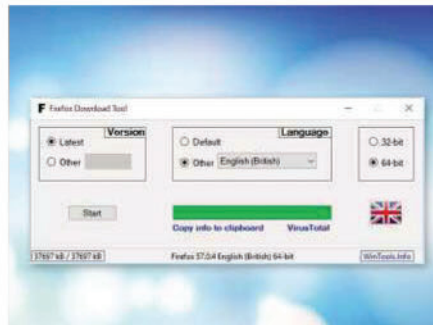 F Firefox Download Tool
Version
Latest
Other
Language
Default
Other English (British)
32-bit
64-bit
Start
Copy info to clipboard VirusTotal
37697 kB / 37697 kB
Firefox 57.0.4 English (British) 64-bit
WinTools.Info